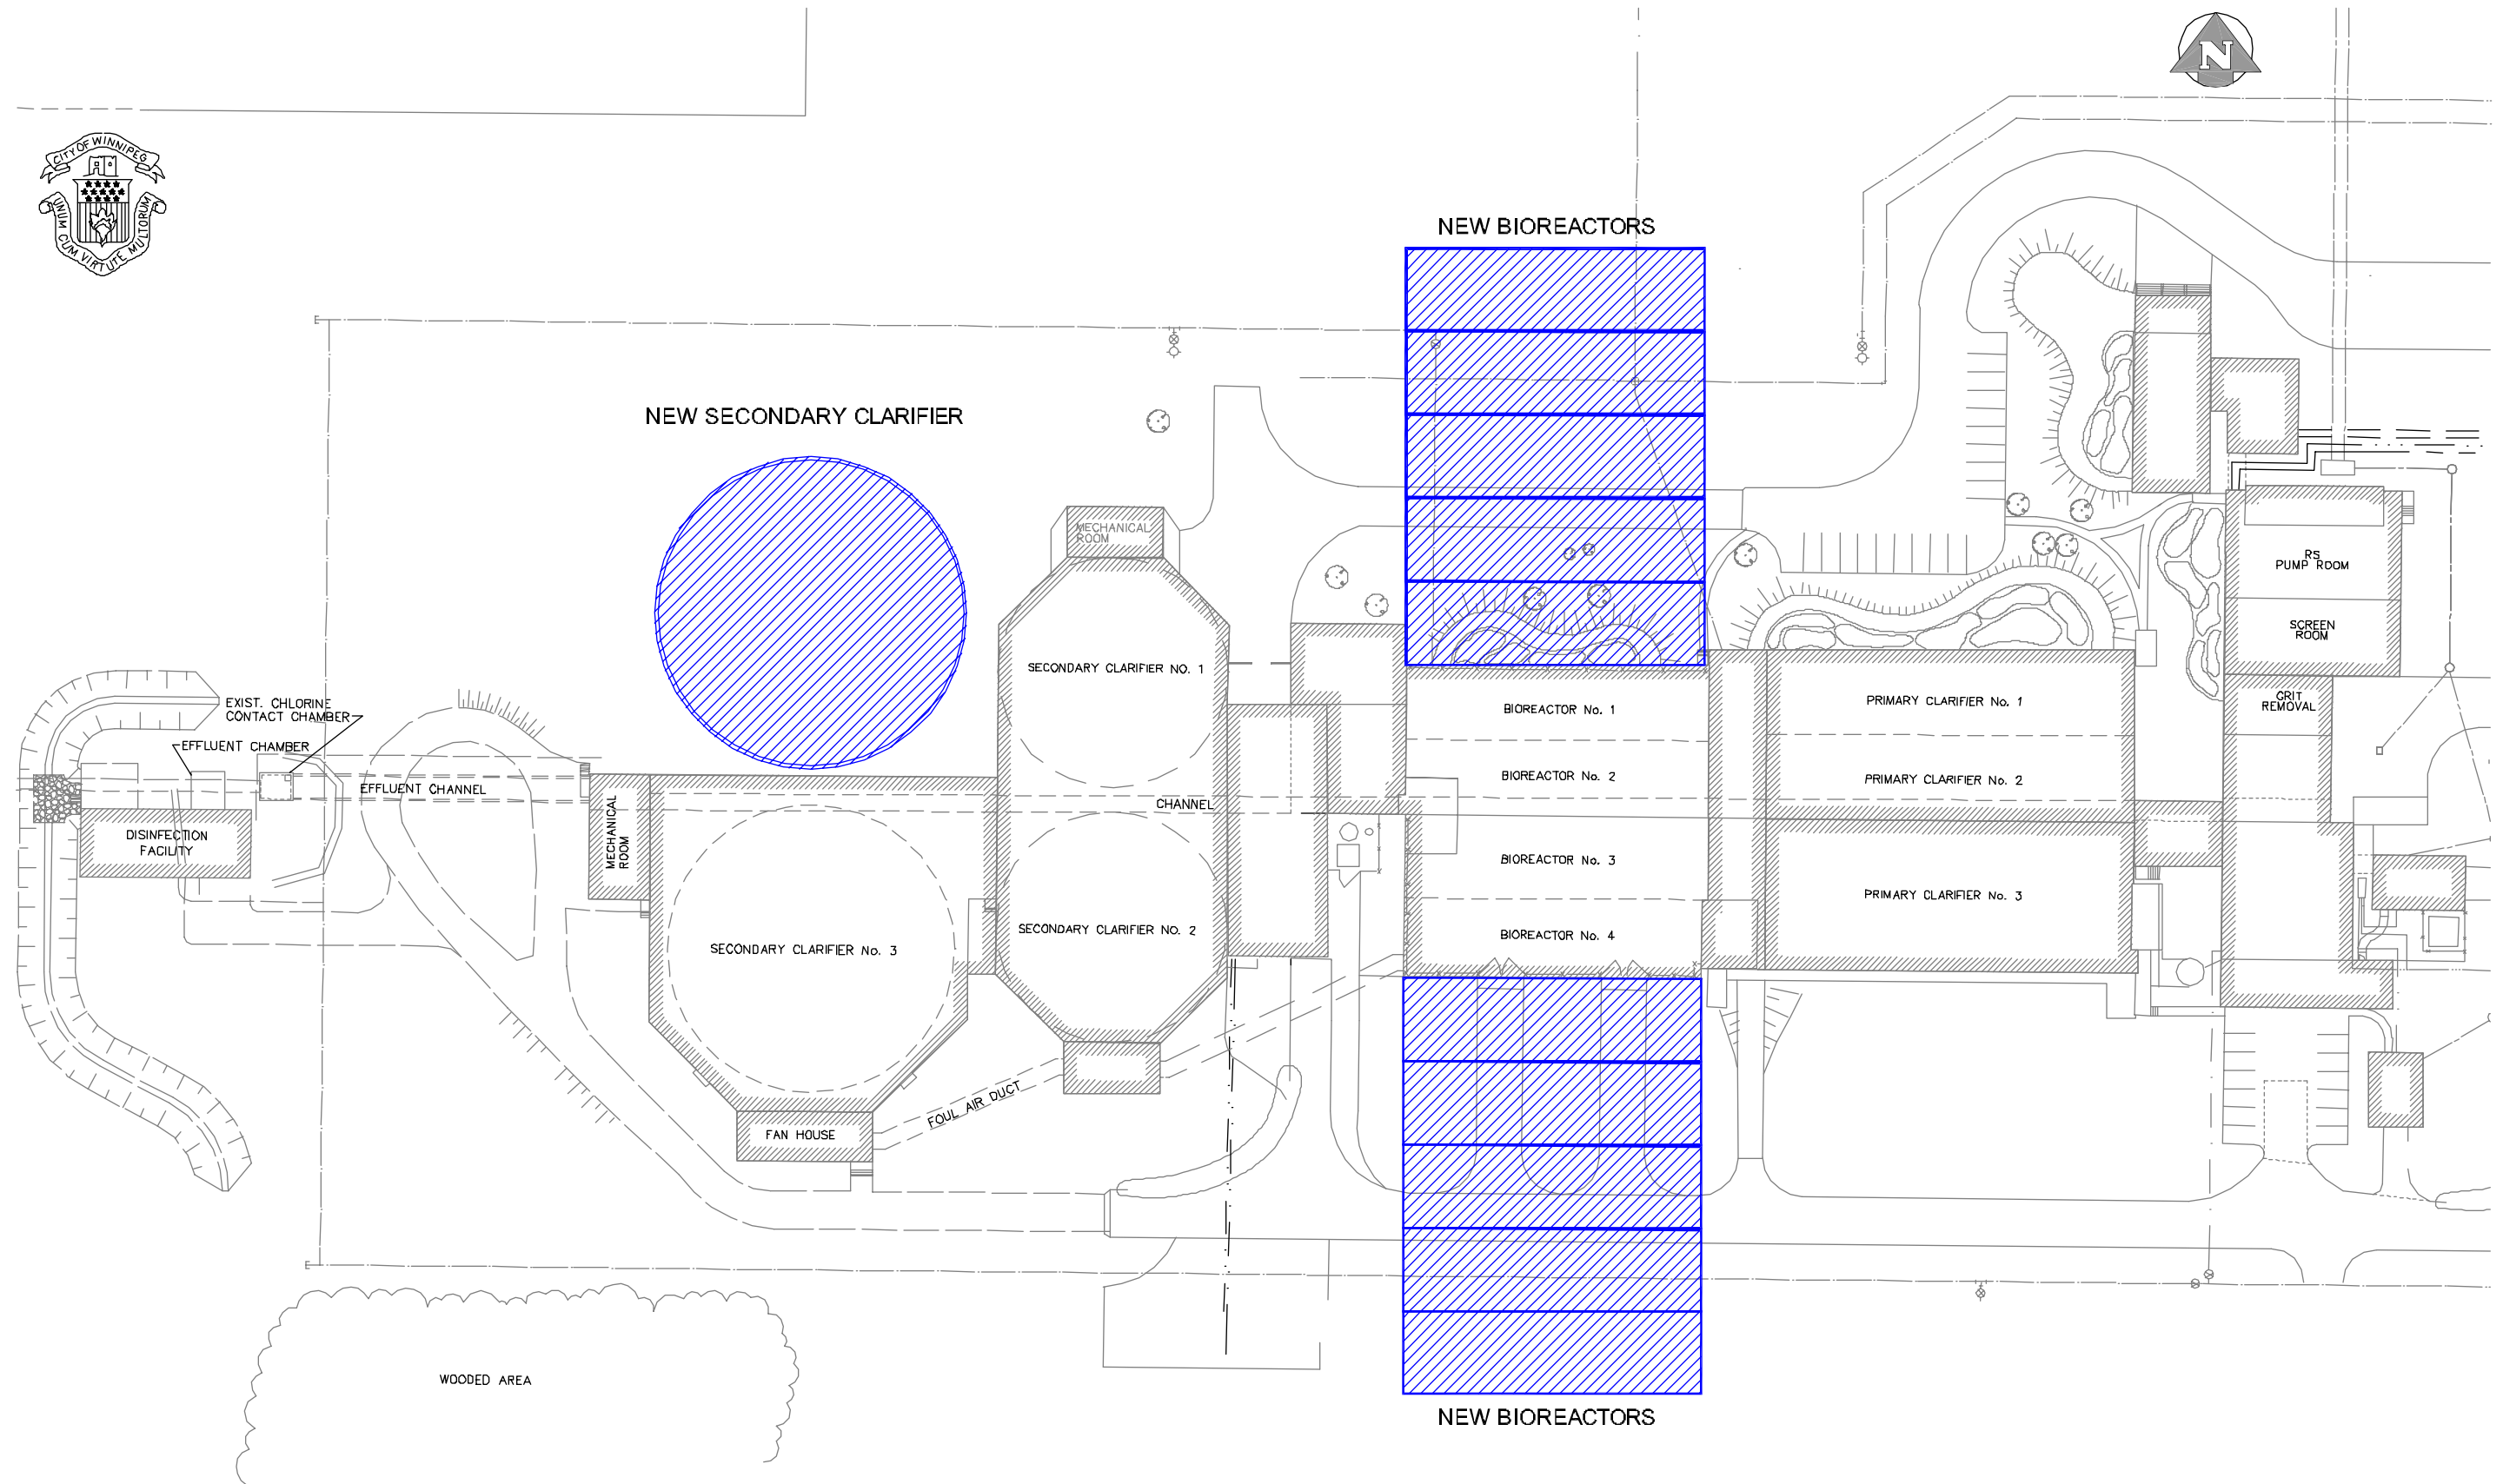 N
CITY OF WINNIPEG
UNUM CUM VIRTUTE MULTORUM
NEW BIOREACTORS
NEW SECONDARY CLARIFIER
MECHANICAL
ROOM
RS
PUMP ROOM
SCREEN
ROOM
SECONDARY CLARIFIER NO. 1
GRIT
REMOVAL
EXIST. CHLORINE
CONTACT CHAMBER
BIOREACTOR No. 1
PRIMARY CLARIFIER No. 1
EFFLUENT CHAMBER
BIOREACTOR No. 2
PRIMARY CLARIFIER No. 2
EFFLUENT CHANNEL
CHANNEL
MECHANICAL
ROOM
DISINFECTION
FACILITY
BIOREACTOR No. 3
PRIMARY CLARIFIER No. 3
SECONDARY CLARIFIER NO. 2
BIOREACTOR No. 4
SECONDARY CLARIFIER No. 3
FOUL AIR DUCT
FAN HOUSE
WOODED AREA
NEW BIOREACTORS